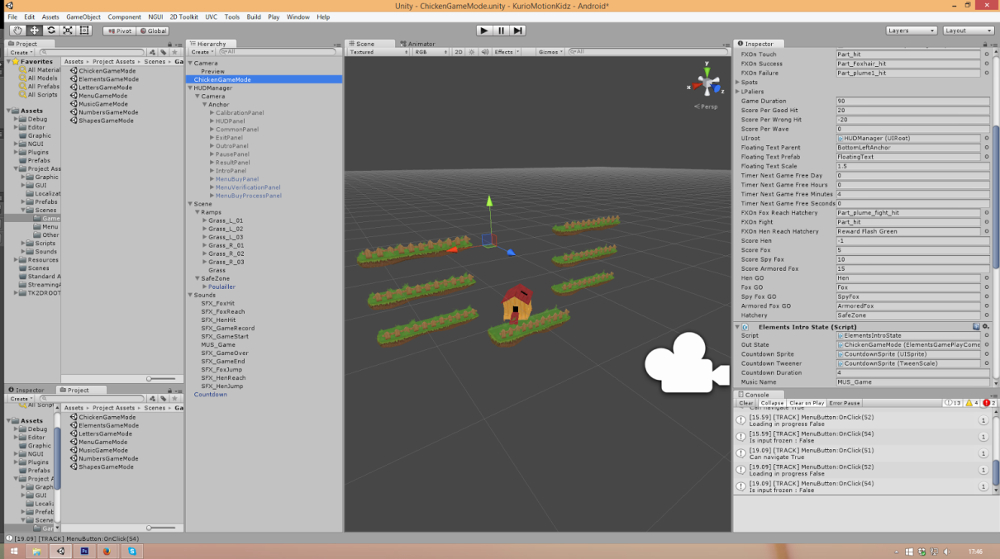 Unity - ChickenGameMode.unity - KurioMotionKidz - Android*
File Edit Assets GameObject Component NGUI 2D Toolkit UVC Tools Build Play Window Help
Pivot Global Layers Layout
Project
Create
Favorites
All Material
All Models
All Prefabs
All Scripts
Assets
Debug
Editor
Graphic
NGUI
Plugins
Prefabs
Project Ass
Graphic
GUI
Localizat
Prefabs
Scenes
Game
Menu
Other
Scripts
Sounds
Resources
Scenes
Standard A
StreamingA
TK2DROOT
Assets Project Assets Scenes Ga
ChickenGameMode
ElementsGameMode
LettersGameMode
MenuGameMode
MusicGameMode
NumbersGameMode
ShapesGameMode
Inspector Project
Create
All Script
Assets
Debug
Editor
Graphic
NGUI
Plugins
Prefabs
Project A
Graph
GUI
Localiz
Prefab
Scene
Gar
Assets Project Assets Scenes Ga
ChickenGameMode
ElementsGameMode
LettersGameMode
MenuGameMode
MusicGameMode
NumbersGameMode
ShapesGameMode
Hierarchy
Create All
Camera
Preview
ChickenGameMode
HUDManager
Camera
Anchor
CalibrationPanel
HUDPanel
CommonPanel
ExitPanel
OutroPanel
PausePanel
ResultPanel
IntroPanel
MenuBuyPanel
MenuVerificationPanel
MenuBuyProcessPanel
Scene
Ramps
Grass_L_01
Grass_L_02
Grass_L_03
Grass_R_01
Grass_R_02
Grass_R_03
Grass
SafeZone
Poulailler
Sounds
SFX_FoxHit
SFX_FoxReach
SFX_HenHit
SFX_GameRecord
SFX_GameStart
MUS_Game
SFX_GameOver
SFX_GameEnd
SFX_FoxJump
SFX_HenReach
SFX_HenJump
Countdown
Scene Animator
Textured RGB 2D Effects Gizmos All
y
x
z
Persp
Inspector
FXOn Touch Part_hit
FXOn Success Part_Foxhair_hit
FXOn Failure Part_plume1_hit
Spots
LPaliers
Game Duration 90
Score Per Good Hit 20
Score Per Wrong Hit -20
Score Per Wave 0
UIroot HUDManager (UIRoot)
Floating Text Parent BottomLeftAnchor
Floating Text Prefab FloatingText
Floating Text Scale 1.5
Timer Next Game Free Day 0
Timer Next Game Free Hours 0
Timer Next Game Free Minutes 4
Timer Next Game Free Seconds 0
FXOn Fox Reach Hatchery Part_plume_fight_hit
FXOn Fight Part_hit
FXOn Hen Reach Hatchery Reward Flash Green
Score Hen -1
Score Fox 5
Score Spy Fox 10
Score Armored Fox 15
Hen GO Hen
Fox GO Fox
Spy Fox GO SpyFox
Armored Fox GO ArmoredFox
Hatchery SafeZone
Elements Intro State (Script)
Script ElementsIntroState
Out State ChickenGameMode (ElementsGamePlayCome
Countdown Sprite CountdownSprite (UISprite)
Countdown Tweener CountdownSprite (TweenScale)
Countdown Duration 4
Music Name MUS_Game
Console
Clear Collapse Clear on Play Error Pause 13 4 2
Can navigate True
[15.59] [TRACK] MenuButton:OnClick(52) 1
Loading in progress False
[15.59] [TRACK] MenuButton:OnClick(54) 1
Is input frozen : False
[19.09] [TRACK] MenuButton:OnClick(51) 1
Can navigate True
[19.09] [TRACK] MenuButton:OnClick(52) 1
Loading in progress False
[19.09] [TRACK] MenuButton:OnClick(54) 1
Is input frozen : False
[19.09] [TRACK] MenuButton:OnClick(54)
17:46